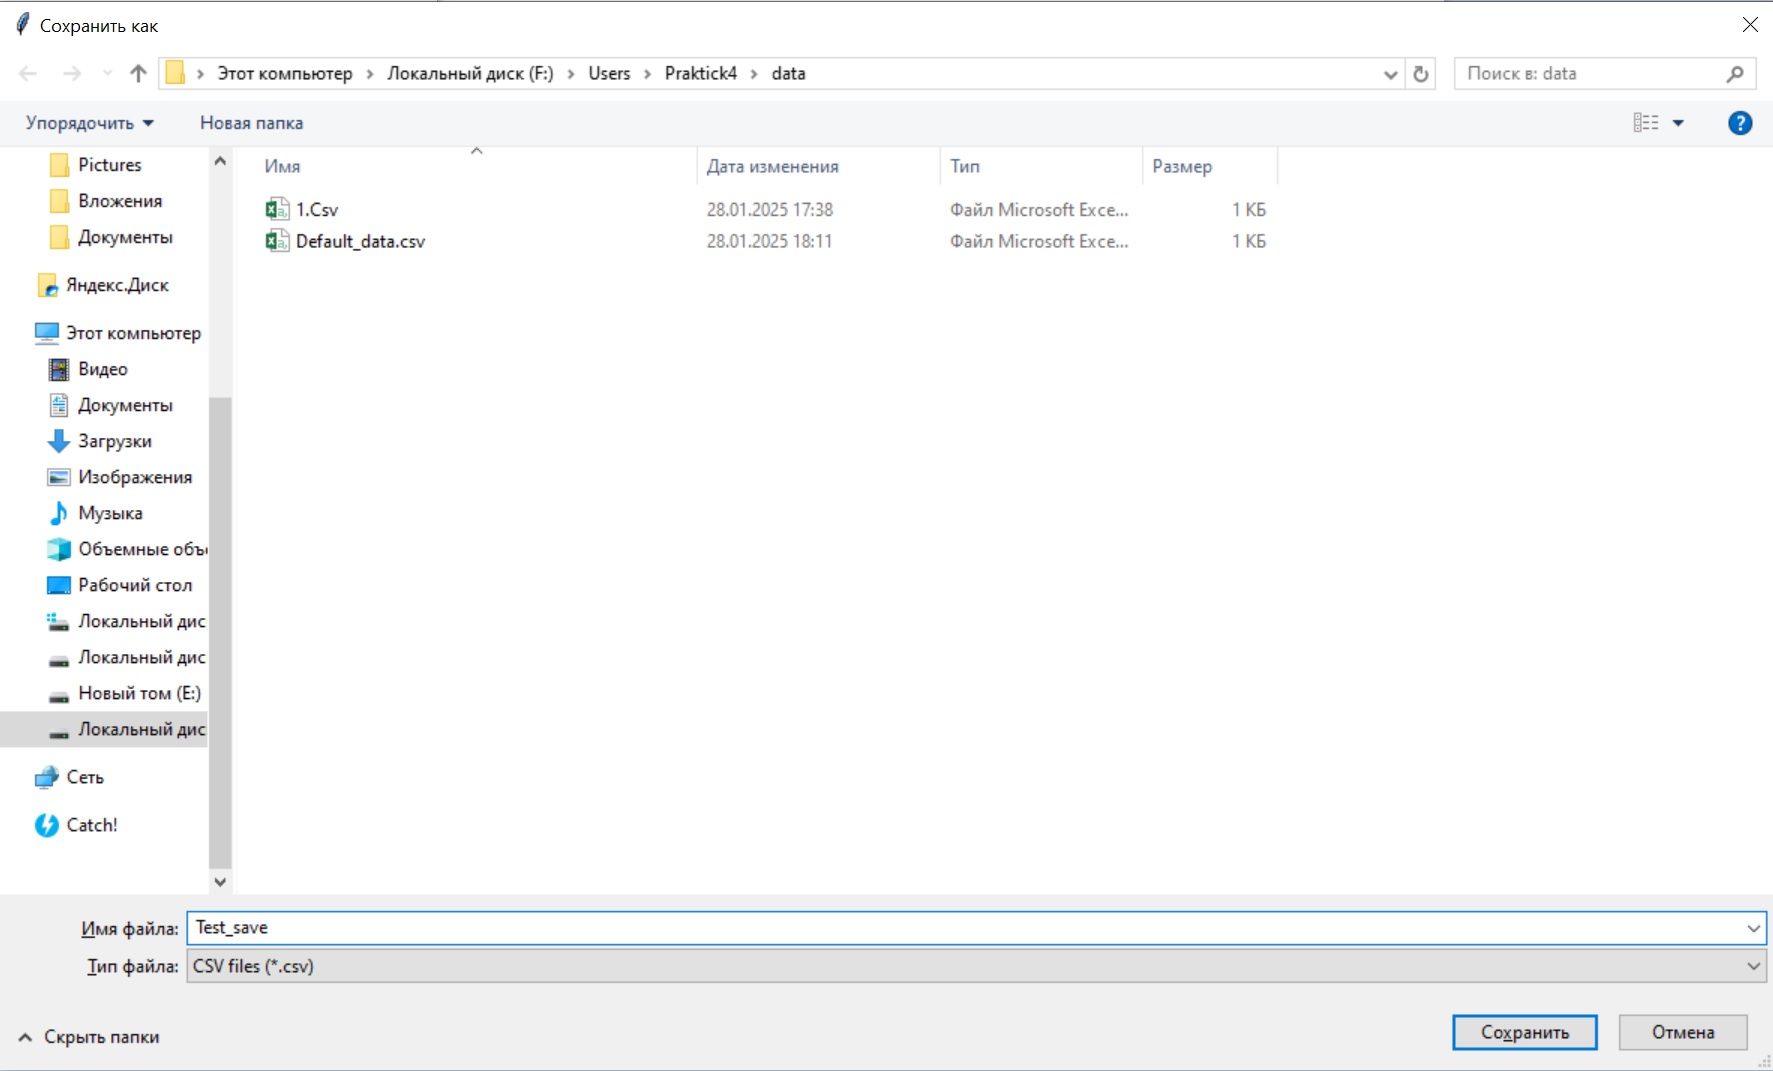 Сохранить как
Этот компьютер > Локальный диск (F:) > Users > Praktick4 > data
Поиск в: data
Упорядочить
Новая папка
Pictures
Вложения
Документы
Яндекс.Диск
Этот компьютер
Видео
Документы
Загрузки
Изображения
Музыка
Объемные объ
Рабочий стол
Локальный дис
Локальный дис
Новый том (E:)
Локальный дис
Сеть
Catch!
Имя Дата изменения Тип Размер
1.Csv 28.01.2025 17:38 Файл Microsoft Exce... 1 КБ
Default_data.csv 28.01.2025 18:11 Файл Microsoft Exce... 1 КБ
Имя файла: Test_save
Тип файла: CSV files (*.csv)
Скрыть папки
Сохранить
Отмена